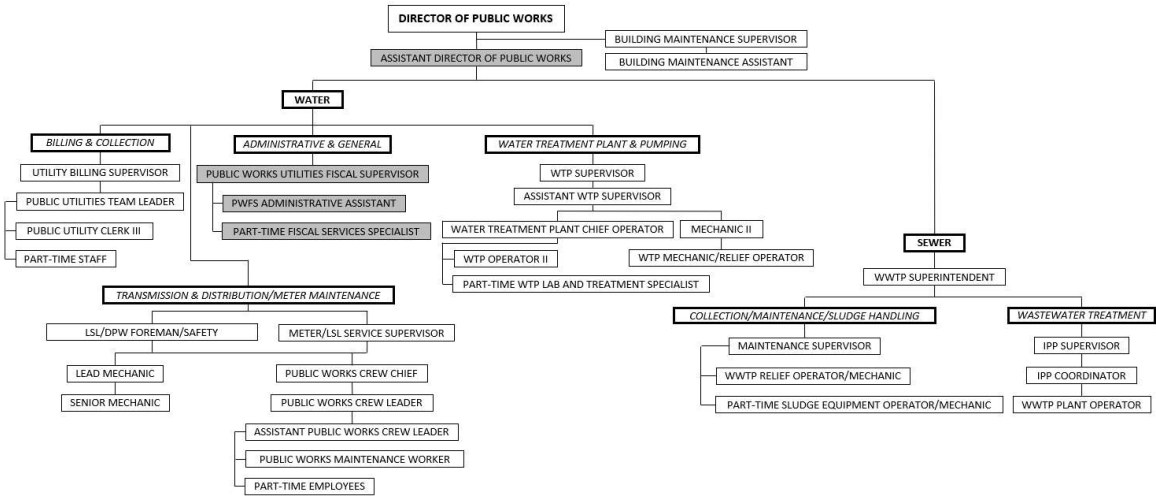 DIRECTOR OF PUBLIC WORKS
BUILDING MAINTENANCE SUPERVISOR
ASSISTANT DIRECTOR OF PUBLIC WORKS
BUILDING MAINTENANCE ASSISTANT
WATER
BILLING & COLLECTION
UTILITY BILLING SUPERVISOR
PUBLIC UTILITIES TEAM LEADER
PUBLIC UTILITY CLERK III
PART-TIME STAFF
ADMINISTRATIVE & GENERAL
PUBLIC WORKS UTILITIES FISCAL SUPERVISOR
PWFS ADMINISTRATIVE ASSISTANT
PART-TIME FISCAL SERVICES SPECIALIST
WATER TREATMENT PLANT & PUMPING
WTP SUPERVISOR
ASSISTANT WTP SUPERVISOR
WATER TREATMENT PLANT CHIEF OPERATOR
MECHANIC II
WTP OPERATOR II
WTP MECHANIC/RELIEF OPERATOR
PART-TIME WTP LAB AND TREATMENT SPECIALIST
TRANSMISSION & DISTRIBUTION/METER MAINTENANCE
LSL/DPW FOREMAN/SAFETY
METER/LSL SERVICE SUPERVISOR
LEAD MECHANIC
SENIOR MECHANIC
PUBLIC WORKS CREW CHIEF
PUBLIC WORKS CREW LEADER
ASSISTANT PUBLIC WORKS CREW LEADER
PUBLIC WORKS MAINTENANCE WORKER
PART-TIME EMPLOYEES
SEWER
WWTP SUPERINTENDENT
COLLECTION/MAINTENANCE/SLUDGE HANDLING
MAINTENANCE SUPERVISOR
WWTP RELIEF OPERATOR/MECHANIC
PART-TIME SLUDGE EQUIPMENT OPERATOR/MECHANIC
WASTEWATER TREATMENT
IPP SUPERVISOR
IPP COORDINATOR
WWTP PLANT OPERATOR